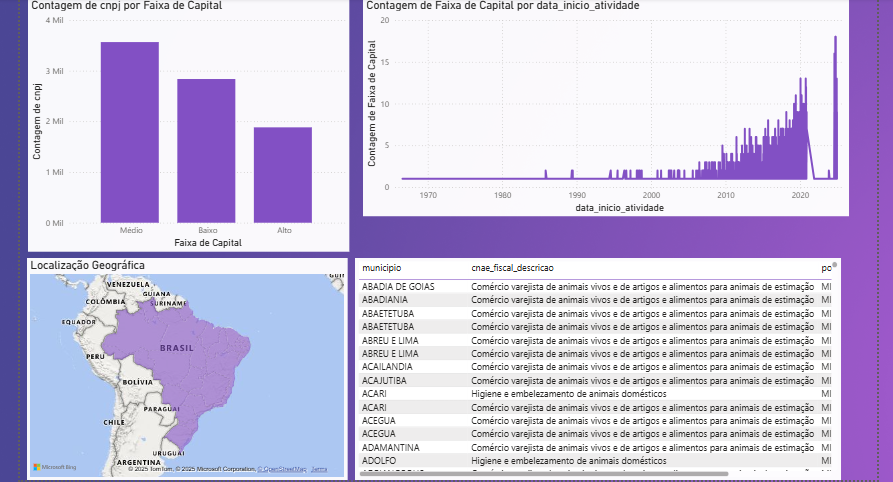 Contagem de cnpj por Faixa de Capital
4 Mil
3 Mil
2 Mil
1 Mil
0 Mil
Contagem de cnpj
Médio
Baixo
Alto
Faixa de Capital
Contagem de Faixa de Capital por data_inicio_atividade
20
15
10
5
0
Contagem de Faixa de Capital
1970
1980
1990
2000
2010
2020
data_inicio_atividade
Localização Geográfica
VENEZUELA
GUIANA
SURINAME
COLÔMBIA
EQUADOR
PERU
BRASIL
BOLÍVIA
PARAGUAI
CHILE
URUGUAI
ARGENTINA
Microsoft Bing
© 2025 TomTom, © 2025 Microsoft Corporation, © OpenStreetMap Terms
municipio cnae_fiscal_descricao po
ABADIA DE GOIAS Comércio varejista de animais vivos e de artigos e alimentos para animais de estimação MI
ABADIANIA Comércio varejista de animais vivos e de artigos e alimentos para animais de estimação MI
ABAETETUBA Comércio varejista de animais vivos e de artigos e alimentos para animais de estimação MI
ABAETETUBA Comércio varejista de animais vivos e de artigos e alimentos para animais de estimação MI
ABREU E LIMA Comércio varejista de animais vivos e de artigos e alimentos para animais de estimação MI
ABREU E LIMA Comércio varejista de animais vivos e de artigos e alimentos para animais de estimação MI
ACAILANDIA Comércio varejista de animais vivos e de artigos e alimentos para animais de estimação MI
ACAJUTIBA Comércio varejista de animais vivos e de artigos e alimentos para animais de estimação MI
ACARI Higiene e embelezamento de animais domésticos MI
ACARI Comércio varejista de animais vivos e de artigos e alimentos para animais de estimação MI
ACEGUA Comércio varejista de animais vivos e de artigos e alimentos para animais de estimação MI
ACEGUA Comércio varejista de animais vivos e de artigos e alimentos para animais de estimação MI
ADAMANTINA Comércio varejista de animais vivos e de artigos e alimentos para animais de estimação MI
ADOLFO Higiene e embelezamento de animais domésticos MI